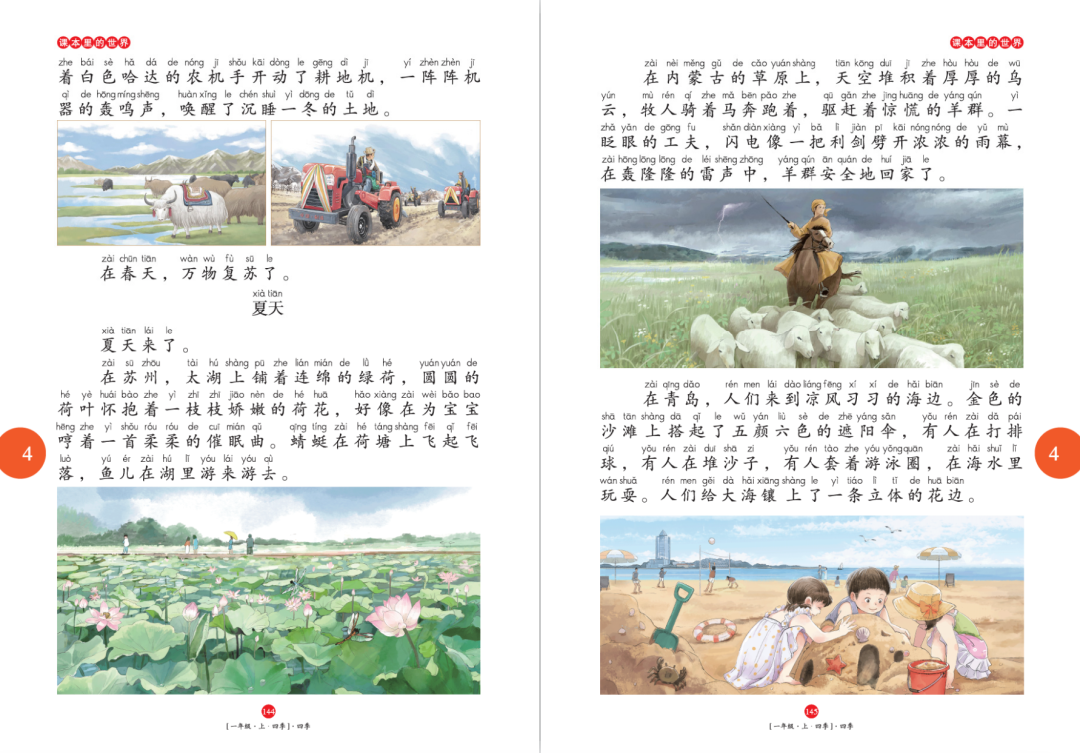 课本里的世界
zhe bái sè hǎ dá de nóng jī shǒu kāi dòng le gēng dì jī yí zhèn zhèn jī
着白色哈达的农机手开动了耕地机，一阵阵机
qì de hōng míng shēng huàn xǐng le chén shuì yì dōng de tǔ dì
器的轰鸣声，唤醒了沉睡一冬的土地。
zài chūn tiān wàn wù fù sū le
在春天，万物复苏了。
xià tiān
夏天
xià tiān lái le
夏天来了。
zài sū zhōu tài hú shàng pū zhe lián mián de lǜ hé yuán yuán de
在苏州，太湖上铺着连绵的绿荷，圆圆的
hé yè huái bào zhe yì zhī zhī jiāo nèn de hé huā hǎo xiàng zài wèi bǎo bao
荷叶怀抱着一枝枝娇嫩的荷花，好像在为宝宝
hēng zhe yì shǒu róu róu de cuī mián qǔ qīng tíng zài hé táng shàng fēi qǐ fēi
哼着一首柔柔的催眠曲。蜻蜓在荷塘上飞起飞
luò yú ér zài hú lǐ yóu lái yóu qù
落，鱼儿在湖里游来游去。
4
144
[一年级·上·四季]·四季
课本里的世界
zài nèi měng gǔ de cǎo yuán shàng tiān kōng duī jī zhe hòu hòu de wū
在内蒙古的草原上，天空堆积着厚厚的乌
yún mù rén qí zhe mǎ bēn pǎo zhe qū gǎn zhe jīng huāng de yáng qún yì
云，牧人骑着马奔跑着，驱赶着惊慌的羊群。一
zhǎ yǎn de gōng fu shǎn diàn xiàng yì bǎ lì jiàn pī kāi nóng nóng de yǔ mù
眨眼的工夫，闪电像一把利剑劈开浓浓的雨幕，
zài hōng lōng lōng de léi shēng zhōng yáng qún ān quán de huí jiā le
在轰隆隆的雷声中，羊群安全地回家了。
zài qīng dǎo rén men lái dào liáng fēng xí xí de hǎi biān jīn sè de
在青岛，人们来到凉风习习的海边。金色的
shā tān shàng dā qǐ le wǔ yán liù sè de zhē yáng sǎn yǒu rén zài dǎ pái
沙滩上搭起了五颜六色的遮阳伞，有人在打排
qiú yǒu rén zài duī shā zi yǒu rén tào zhe yóu yǒng quān zài hǎi shuǐ lǐ
球，有人在堆沙子，有人套着游泳圈，在海水里
wán shuǎ rén men gěi dà hǎi xiāng shàng le yì tiáo lì tǐ de huā biān
玩耍。人们给大海镶上了一条立体的花边。
4
145
[一年级·上·四季]·四季